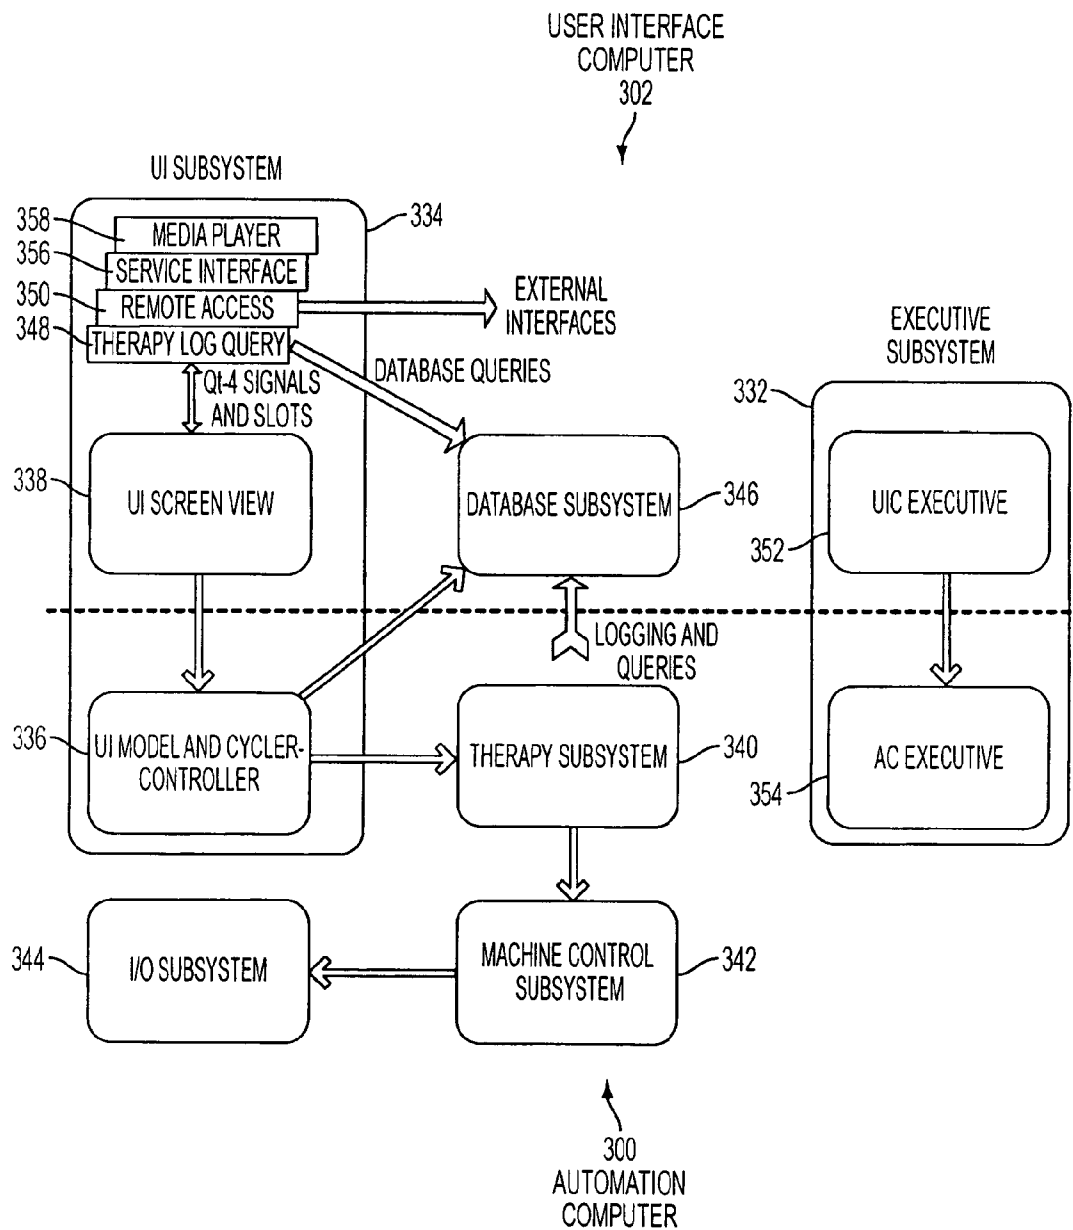 USER INTERFACE
COMPUTER
302
UI SUBSYSTEM
334
358
MEDIA PLAYER
356
SERVICE INTERFACE
350
REMOTE ACCESS
348
THERAPY LOG QUERY
EXTERNAL
INTERFACES
DATABASE QUERIES
Qt-4 SIGNALS
AND SLOTS
EXECUTIVE
SUBSYSTEM
332
338
UI SCREEN VIEW
DATABASE SUBSYSTEM
346
UIC EXECUTIVE
352
LOGGING AND
QUERIES
336
UI MODEL AND CYCLER-
CONTROLLER
THERAPY SUBSYSTEM
340
AC EXECUTIVE
354
344
I/O SUBSYSTEM
MACHINE CONTROL
SUBSYSTEM
342
300
AUTOMATION
COMPUTER